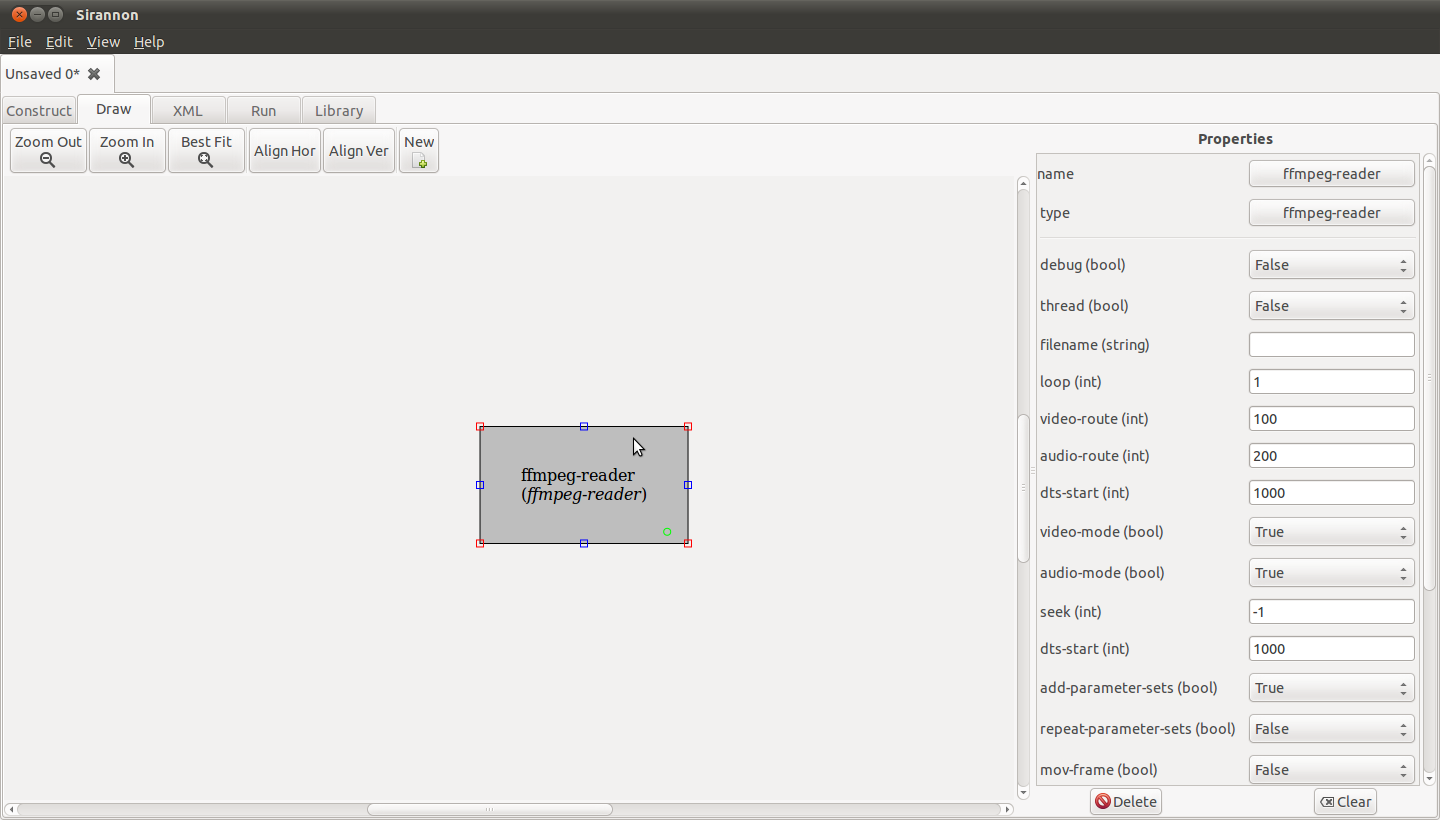 Sirannon
File Edit View Help
Unsaved 0*
Construct Draw XML Run Library
Zoom Out Zoom In Best Fit Align Hor Align Ver New
Properties
name ffmpeg-reader
type ffmpeg-reader
debug (bool) False
thread (bool) False
filename (string)
loop (int) 1
video-route (int) 100
audio-route (int) 200
dts-start (int) 1000
video-mode (bool) True
audio-mode (bool) True
seek (int) -1
dts-start (int) 1000
add-parameter-sets (bool) True
repeat-parameter-sets (bool) False
mov-frame (bool) False
Delete Clear
ffmpeg-reader
(ffmpeg-reader)